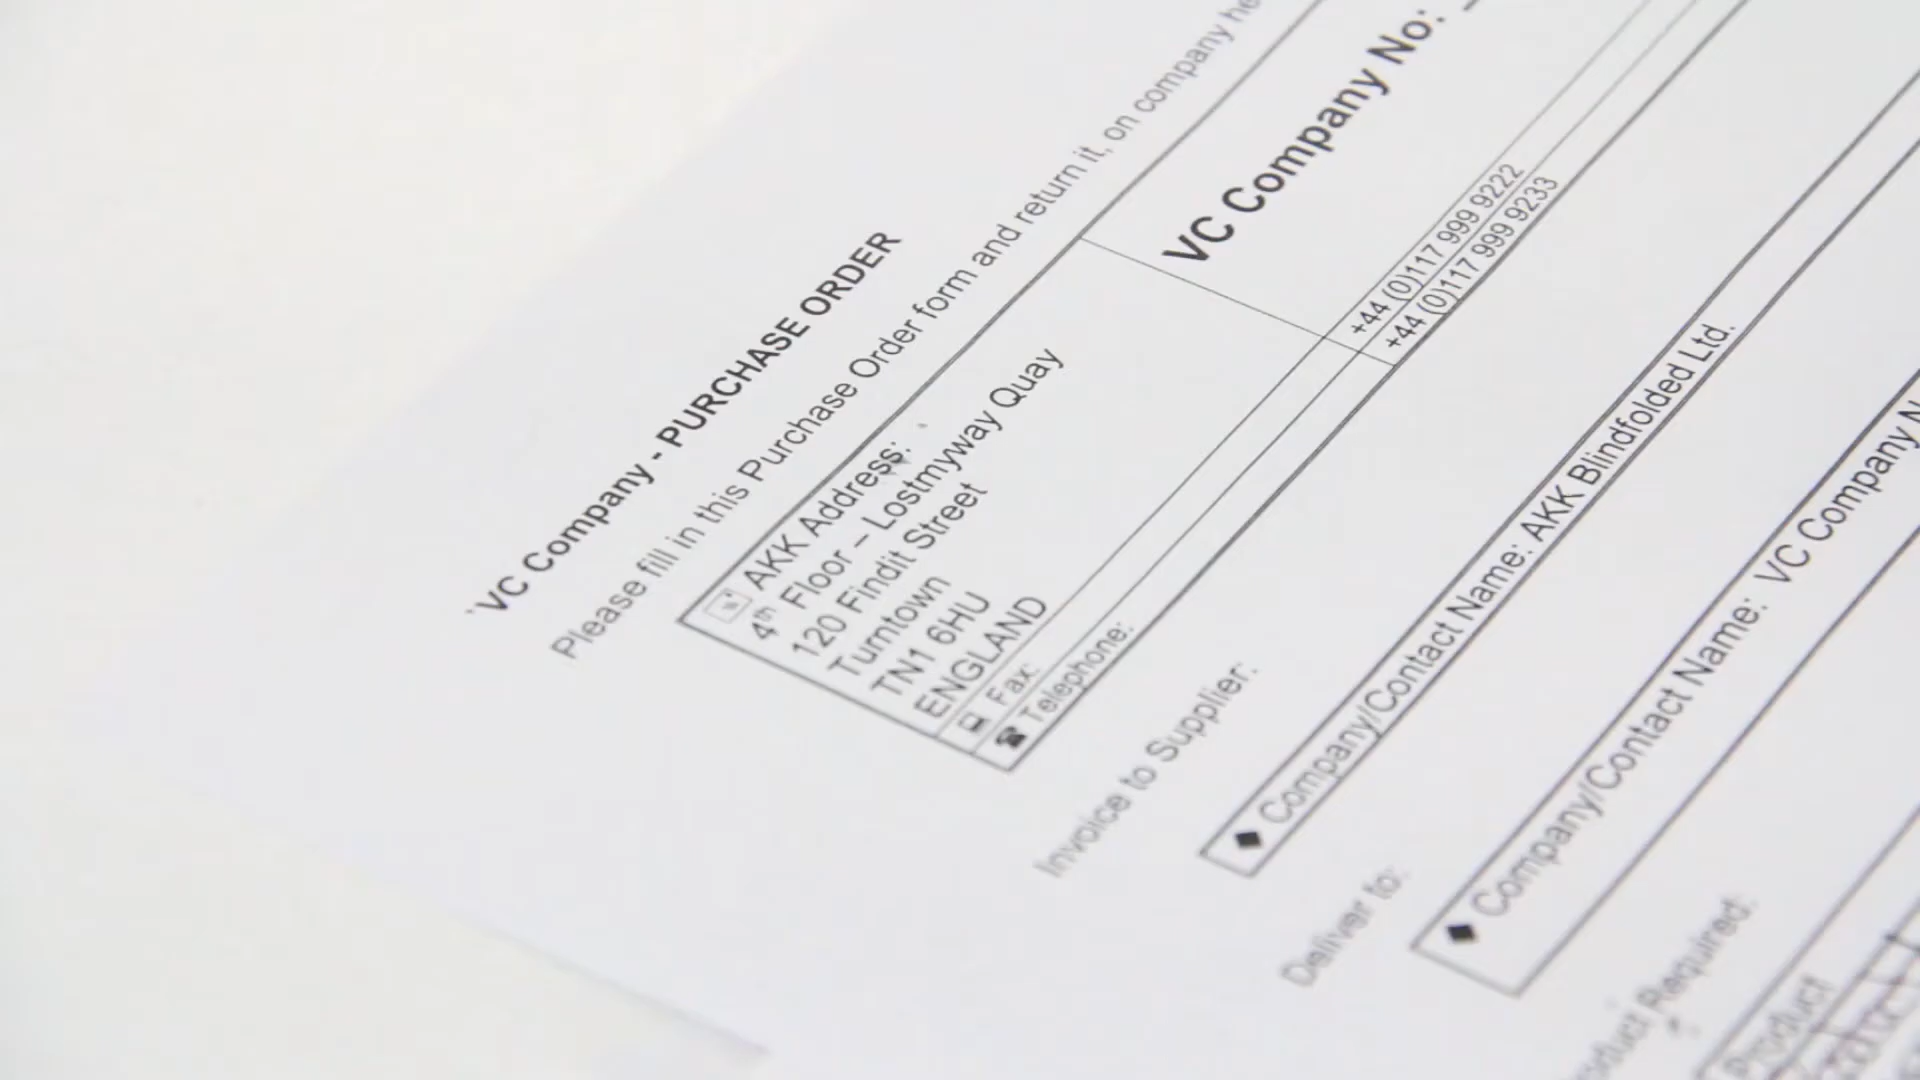 VC Company - PURCHASE ORDER
Please fill in this Purchase Order form and return it, on company
AKK Address:
4th Floor – Lostmyway Quay
120 Findit Street
Turntown
TN1 6HU
ENGLAND
VC Company No:
Fax: +44 (0)117 999 9222
Telephone: +44 (0)117 999 9233
Invoice to Supplier:
◆ Company/Contact Name: AKK Blindfolded Ltd.
Deliver to:
◆ Company/Contact Name: VC Company
Required:
Product